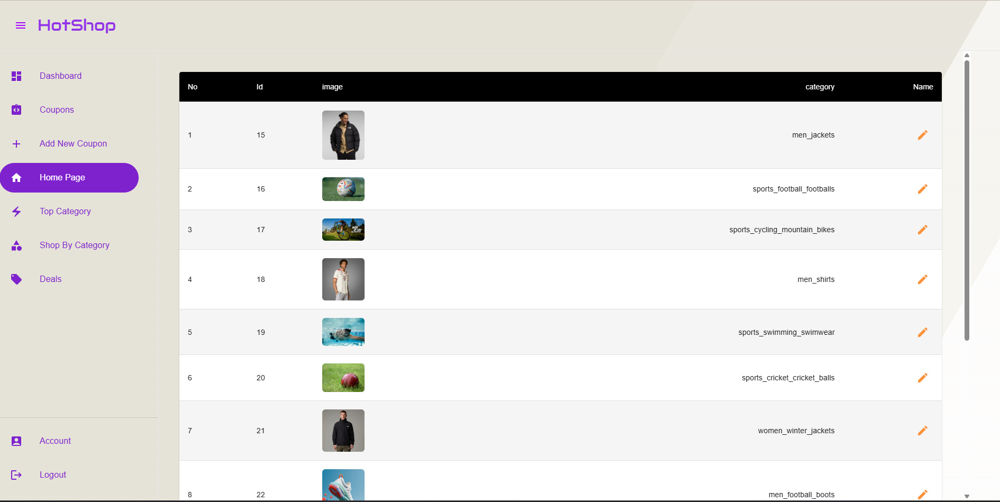 HotShop
Dashboard
Coupons
Add New Coupon
Home Page
Top Category
Shop By Category
Deals
Account
Logout
No Id image category Name
1 15 men_jackets
2 16 sports_football_footballs
3 17 sports_cycling_mountain_bikes
4 18 men_shirts
5 19 sports_swimming_swimwear
6 20 sports_cricket_cricket_balls
7 21 women_winter_jackets
8 22 men_football_boots